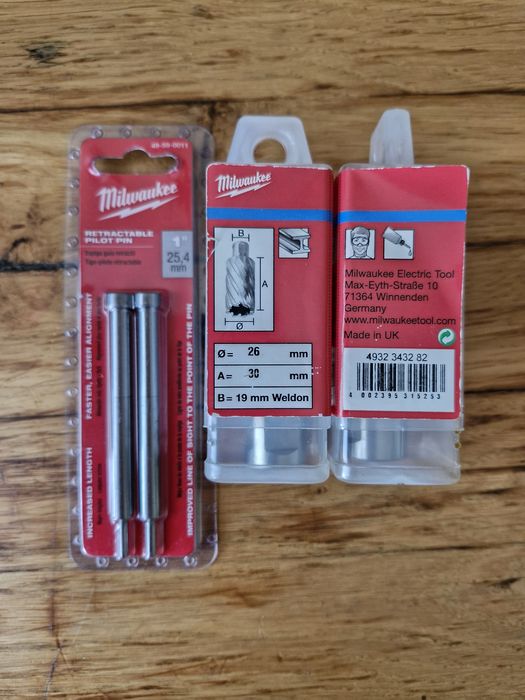 49-59-0011
Milwaukee
RETRACTABLE
PILOT PIN
1"
25,4
mm
FASTER, EASIER ALIGNMENT
INCREASED LENGTH
IMPROVED LINE OF SIGHT TO THE POINT OF THE PIN
Milwaukee
B
A
Ø
Ø = 26 mm
A = 30 mm
B = 19 mm Weldon
Milwaukee Electric Tool
Max-Eyth-Straße 10
71364 Winnenden
Germany
www.milwaukeetool.com
Made in UK
4932 3432 82
4 002395 315253